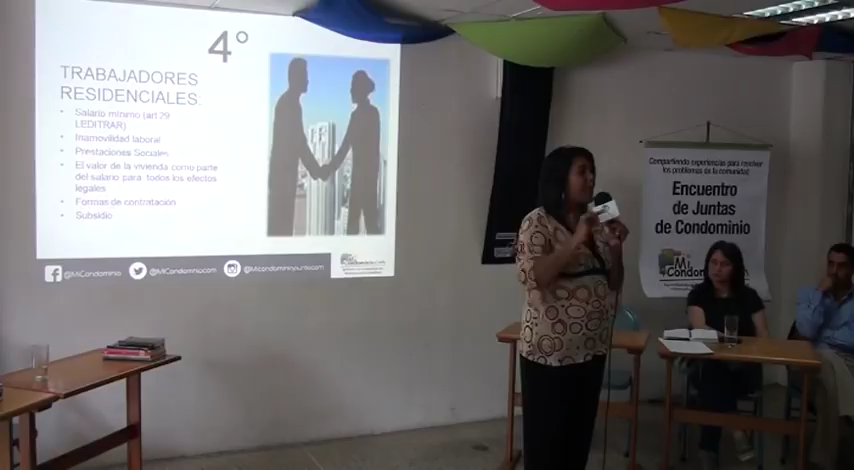 4°
TRABAJADORES
RESIDENCIALES:
• Salario mínimo (art 29
LEDITRAR)
• Inamovilidad laboral
• Prestaciones Sociales
• El valor de la vivienda como parte
del salario para todos los efectos
legales
• Formas de contratación
• Subsidio
@MiCondominio @MiCondominiocom
Compartiendo experiencias para resolver
los problemas de la comunidad:
Encuentro
de Juntas
de Condominio
Mi
Condominio